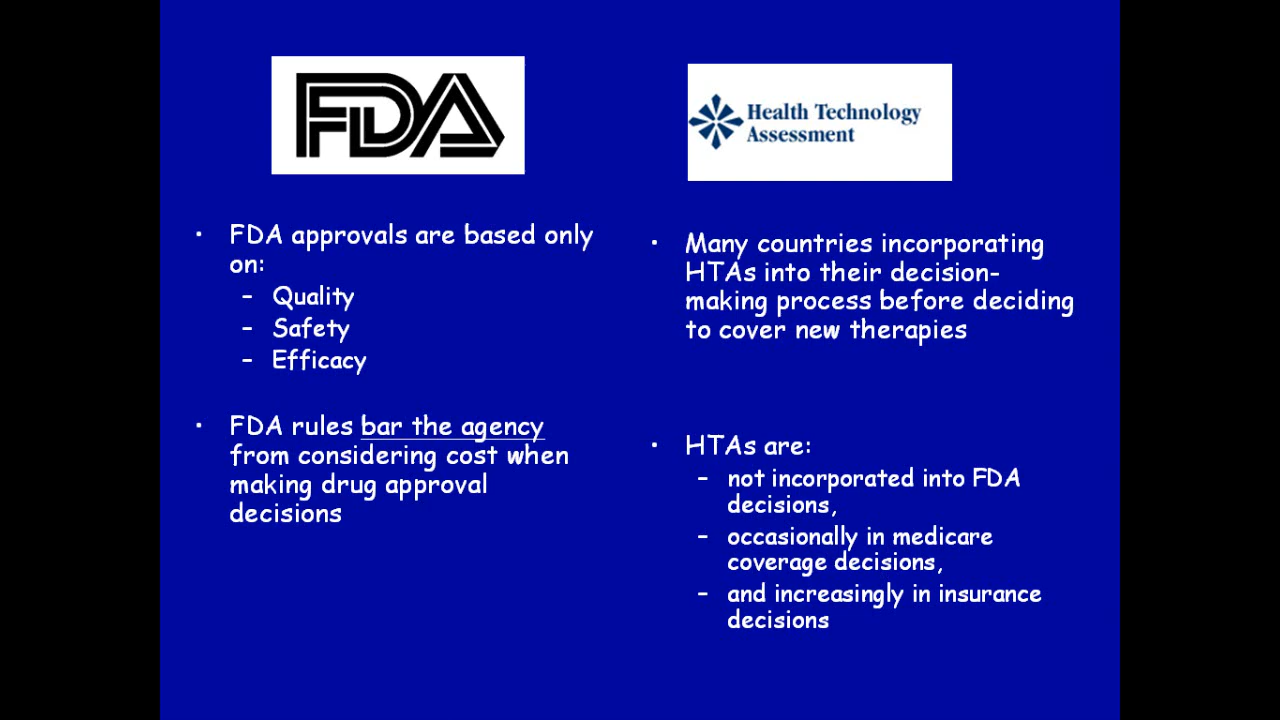 FDA
• FDA approvals are based only
on:
– Quality
– Safety
– Efficacy
• FDA rules bar the agency
from considering cost when
making drug approval
decisions
Health Technology
Assessment
• Many countries incorporating
HTAs into their decision-
making process before deciding
to cover new therapies
• HTAs are:
– not incorporated into FDA
decisions,
– occasionally in medicare
coverage decisions,
– and increasingly in insurance
decisions